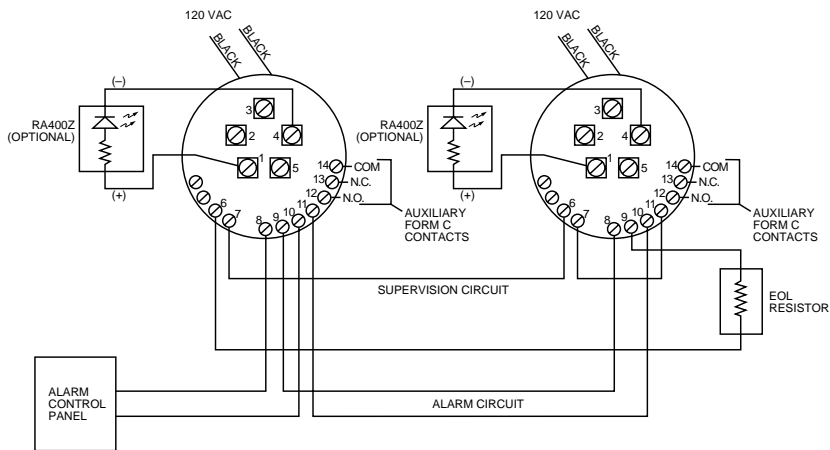 120 VAC
BLACK
BLACK
120 VAC
BLACK
BLACK
(–)
RA400Z
(OPTIONAL)
(+)
3
2
4
1
5
14
COM
13
N.C.
12
N.O.
11
10
9
8
7
6
AUXILIARY
FORM C
CONTACTS
(–)
RA400Z
(OPTIONAL)
(+)
3
2
4
1
5
14
COM
13
N.C.
12
N.O.
11
10
9
8
7
6
AUXILIARY
FORM C
CONTACTS
SUPERVISION CIRCUIT
EOL
RESISTOR
ALARM
CONTROL
PANEL
ALARM CIRCUIT